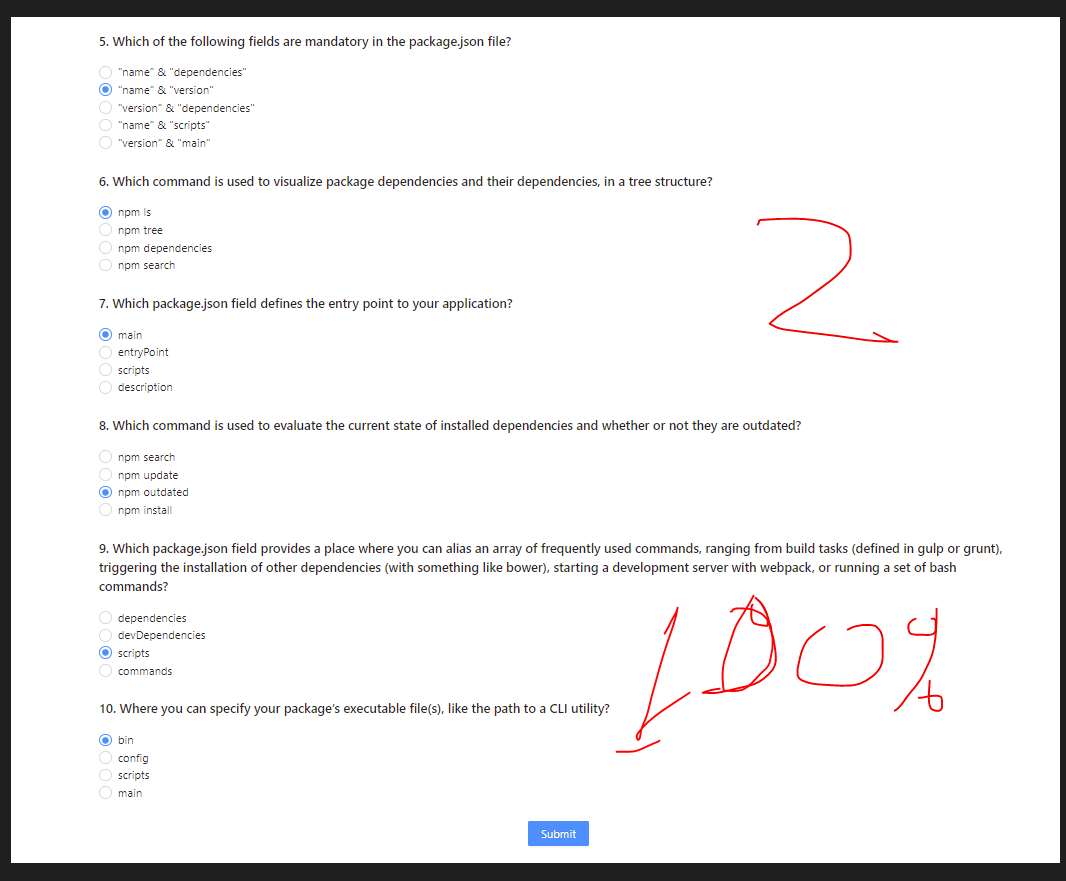 5. Which of the following fields are mandatory in the package.json file?
"name" & "dependencies"
"name" & "version"
"version" & "dependencies"
"name" & "scripts"
"version" & "main"
6. Which command is used to visualize package dependencies and their dependencies, in a tree structure?
npm ls
npm tree
npm dependencies
npm search
2
7. Which package.json field defines the entry point to your application?
main
entryPoint
scripts
description
8. Which command is used to evaluate the current state of installed dependencies and whether or not they are outdated?
npm search
npm update
npm outdated
npm install
9. Which package.json field provides a place where you can alias an array of frequently used commands, ranging from build tasks (defined in gulp or grunt),
triggering the installation of other dependencies (with something like bower), starting a development server with webpack, or running a set of bash
commands?
dependencies
devDependencies
scripts
commands
100%
10. Where you can specify your package's executable file(s), like the path to a CLI utility?
bin
config
scripts
main
Submit